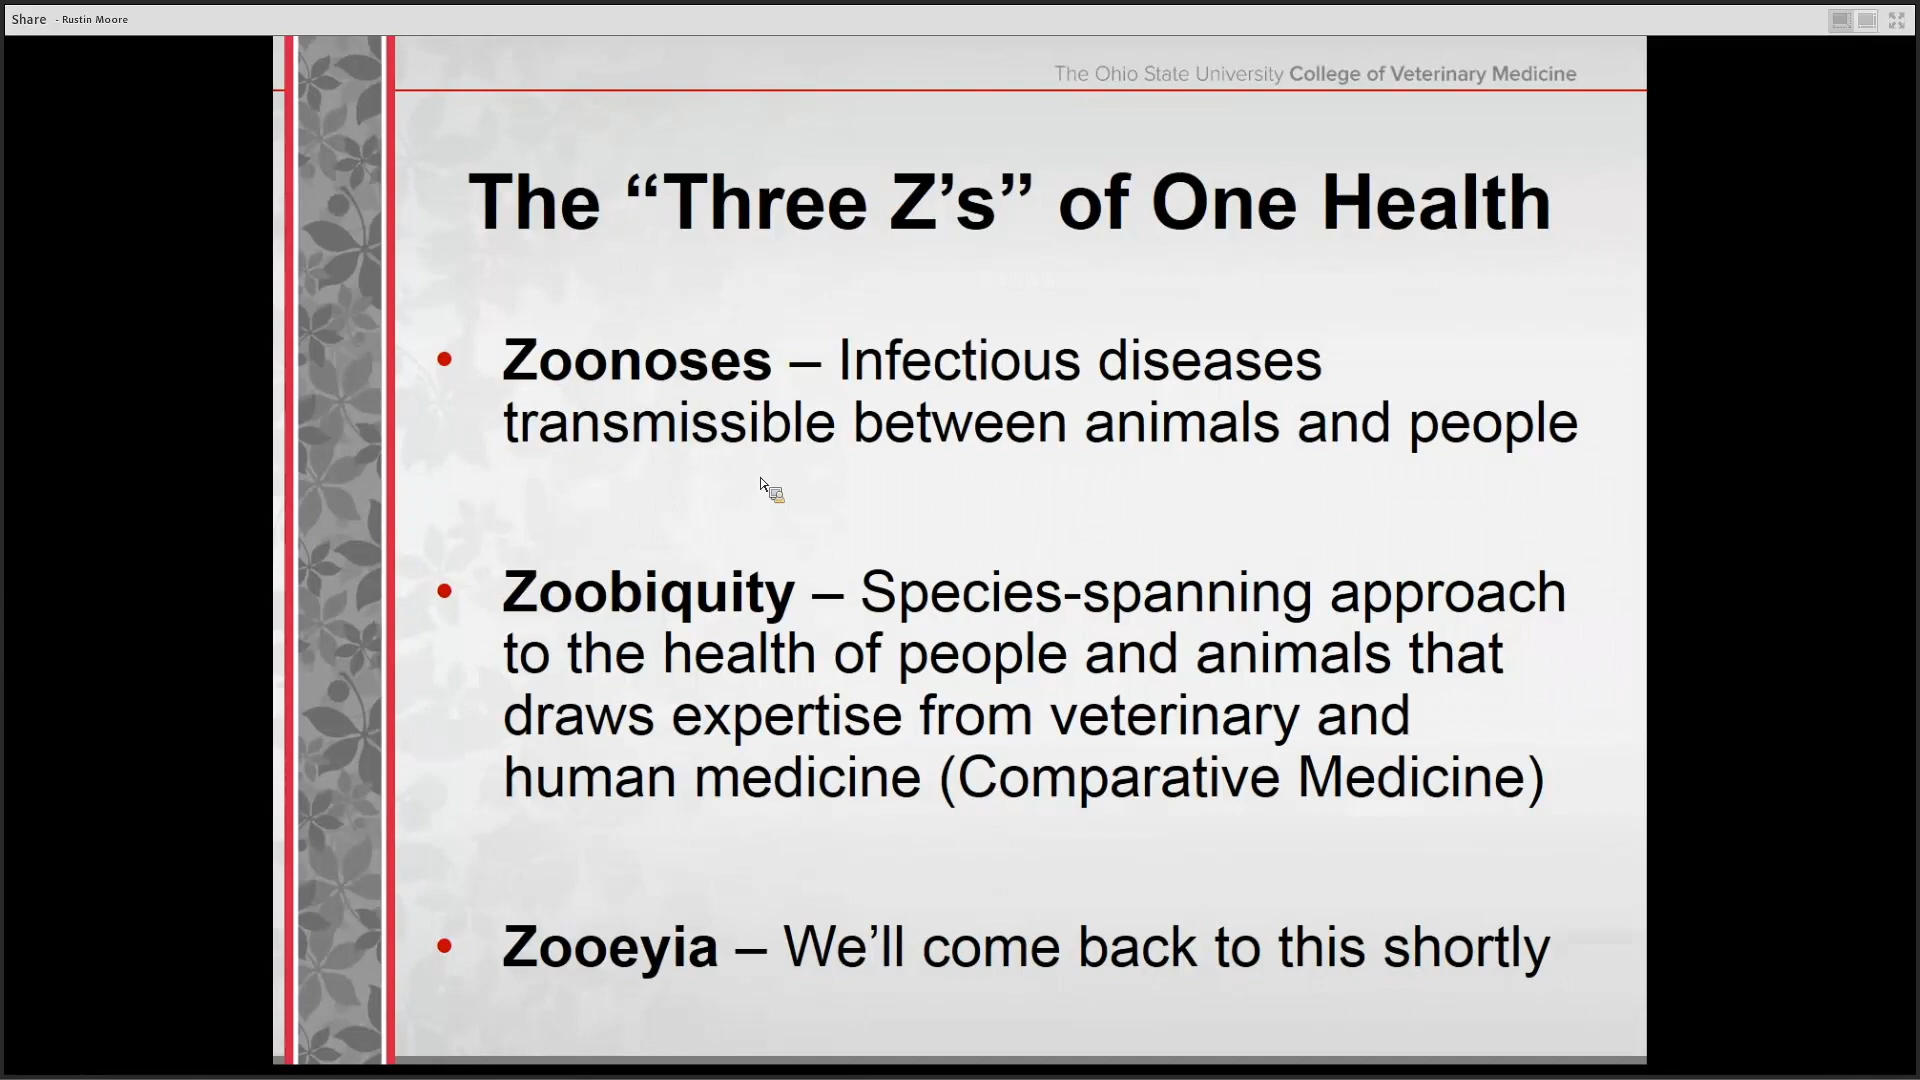 Share - Rustin Moore
The Ohio State University College of Veterinary Medicine
The “Three Z’s” of One Health
• Zoonoses – Infectious diseases
transmissible between animals and people
• Zoobiquity – Species-spanning approach
to the health of people and animals that
draws expertise from veterinary and
human medicine (Comparative Medicine)
• Zooeyia – We’ll come back to this shortly